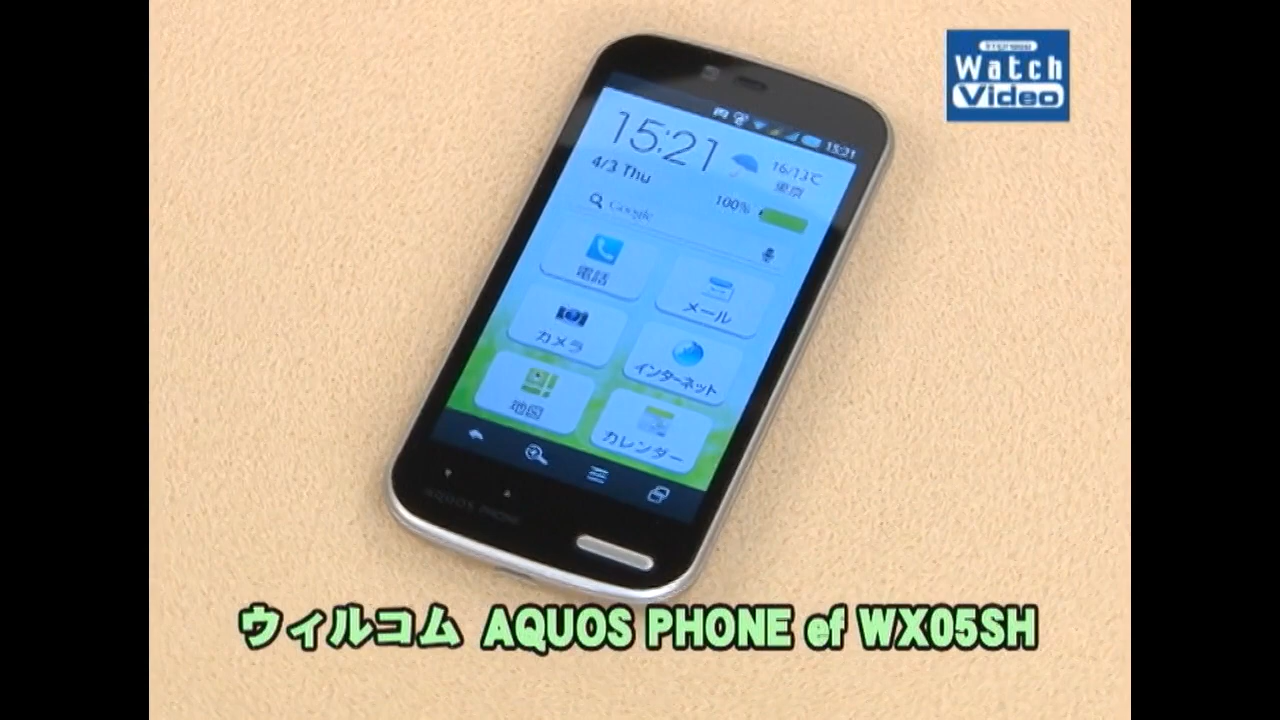 Watch
Video
15:21
15:21
4/3 Thu
16/13℃
東京
100%
Google
電話
メール
カメラ
インターネット
地図
カレンダー
AQUOS PHONE
ウィルコム AQUOS PHONE ef WX05SH